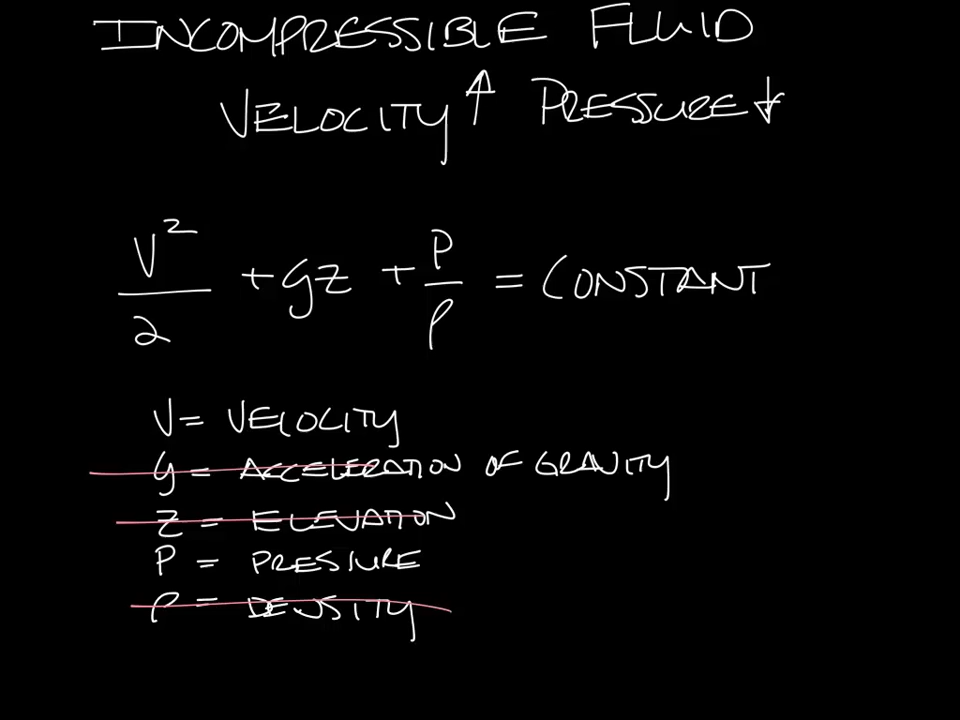 INCOMPRESSIBLE FLUID
VELOCITY↑ PRESSURE↓
V²/2 + gz + P/ρ = CONSTANT
V = VELOCITY
g = ACCELERATION OF GRAVITY
Z = ELEVATION
P = PRESSURE
ρ = DENSITY